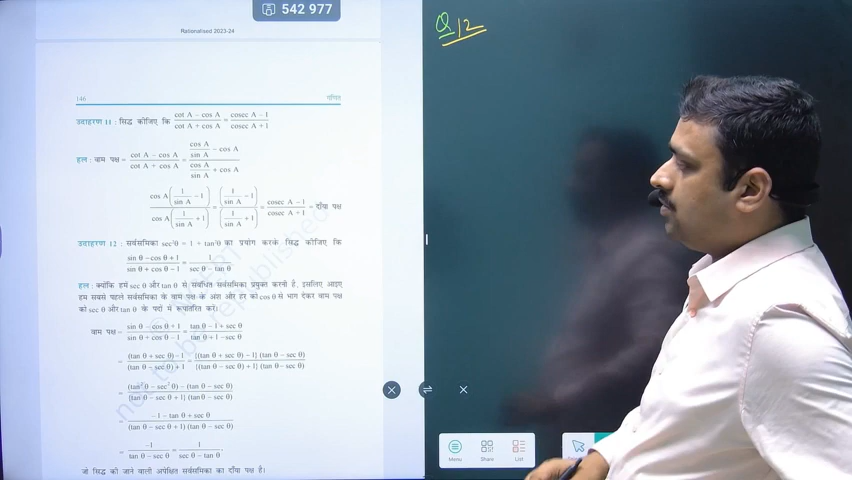 542 977
Rationalised 2023-24
146 गणित
उदाहरण 11 : सिद्ध कीजिए कि (cot A – cos A)/(cot A + cos A) = (cosec A – 1)/(cosec A + 1)
हल : वाम पक्ष = (cot A – cos A)/(cot A + cos A) = (cos A/sin A – cos A)/(cos A/sin A + cos A)
= cos A(1/sin A – 1)/cos A(1/sin A + 1) = (1/sin A – 1)/(1/sin A + 1) = (cosec A – 1)/(cosec A + 1) = दाँया पक्ष
उदाहरण 12 : सर्वसमिका sec²θ = 1 + tan²θ का प्रयोग करके सिद्ध कीजिए कि
(sin θ – cos θ + 1)/(sin θ + cos θ – 1) = 1/(sec θ – tan θ)
हल : क्योंकि हमें sec θ और tan θ से संबंधित सर्वसमिका प्रयुक्त करनी है, इसलिए आइए
हम सबसे पहले सर्वसमिका के वाम पक्ष के अंश और हर को cos θ से भाग देकर वाम पक्ष
को sec θ और tan θ के पदों में रूपांतरित करें।
वाम पक्ष = (sin θ – cos θ + 1)/(sin θ + cos θ – 1) = (tan θ – 1 + sec θ)/(tan θ + 1 – sec θ)
= ((tan θ + sec θ) – 1)/((tan θ – sec θ) + 1) = {(tan θ + sec θ) – 1} (tan θ – sec θ)/{(tan θ – sec θ) + 1} (tan θ – sec θ)
= ((tan²θ – sec²θ) – (tan θ – sec θ))/({tan θ – sec θ + 1} (tan θ – sec θ))
= (–1 – tan θ + sec θ)/((tan θ – sec θ + 1) (tan θ – sec θ))
= –1/(tan θ – sec θ) = 1/(sec θ – tan θ)
जो सिद्ध की जाने वाली अपेक्षित सर्वसमिका का दाँया पक्ष है।
Q.12
Menu Share List